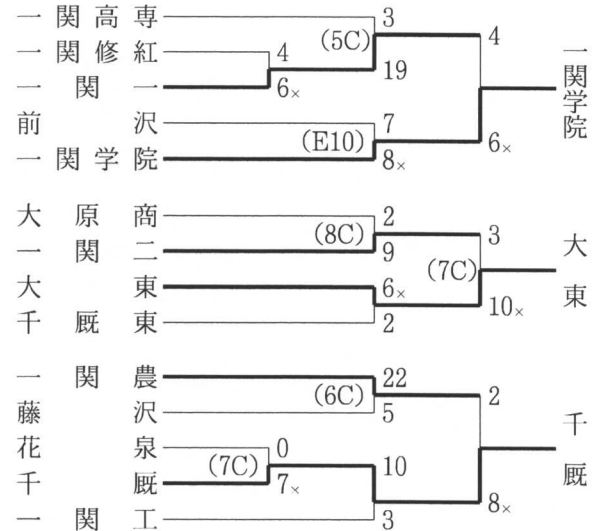 一関高専
3
(5C)
4
一関修紅
4
19
一関一
6×
前沢
7
(E10)
6×
一関学院
8×
一関学院
大原商
2
(8C)
3
一関二
9
(7C)
大東
6×
10×
千厩東
2
大東
一関農
22
(6C)
2
藤沢
5
花泉
0
(7C)
10
千厩
7×
8×
一関工
3
千厩